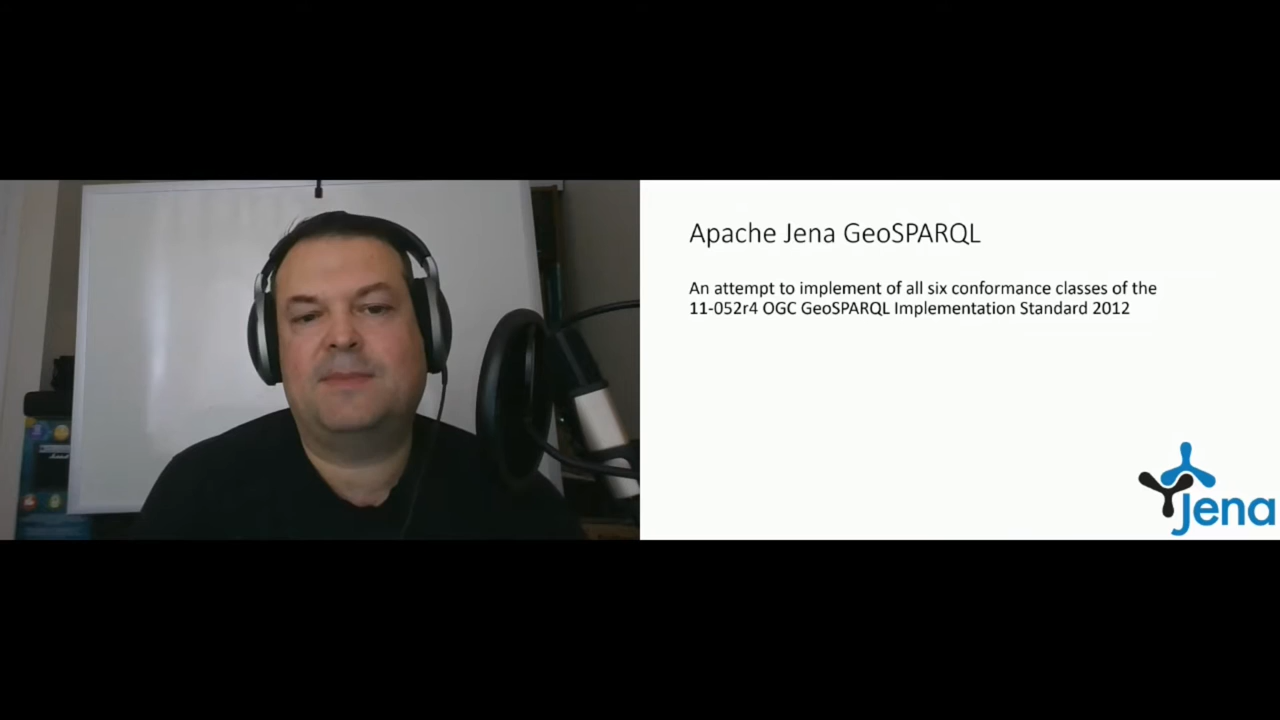 Apache Jena GeoSPARQL
An attempt to implement of all six conformance classes of the
11-052r4 OGC GeoSPARQL Implementation Standard 2012
Jena